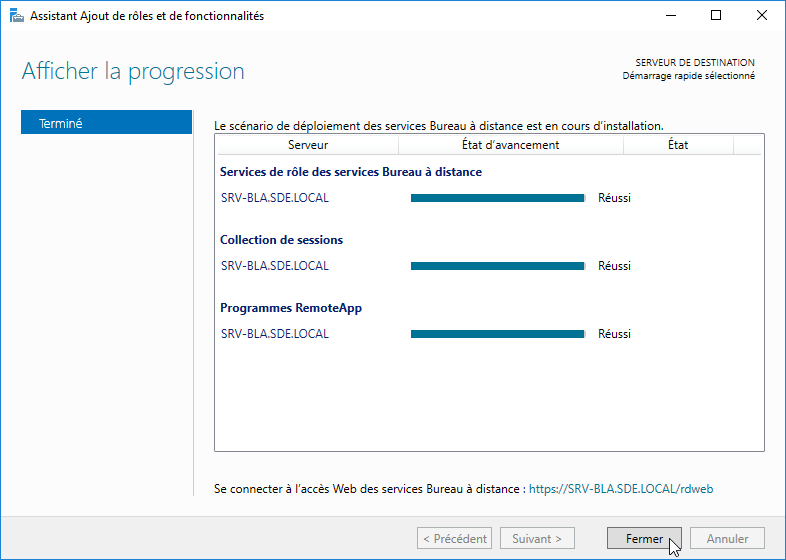 Assistant Ajout de rôles et de fonctionnalités
Afficher la progression
SERVEUR DE DESTINATION
Démarrage rapide sélectionné
Terminé
Le scénario de déploiement des services Bureau à distance est en cours d'installation.
Serveur État d'avancement État
Services de rôle des services Bureau à distance
SRV-BLA.SDE.LOCAL Réussi
Collection de sessions
SRV-BLA.SDE.LOCAL Réussi
Programmes RemoteApp
SRV-BLA.SDE.LOCAL Réussi
Se connecter à l'accès Web des services Bureau à distance : https://SRV-BLA.SDE.LOCAL/rdweb
< Précédent Suivant > Fermer Annuler